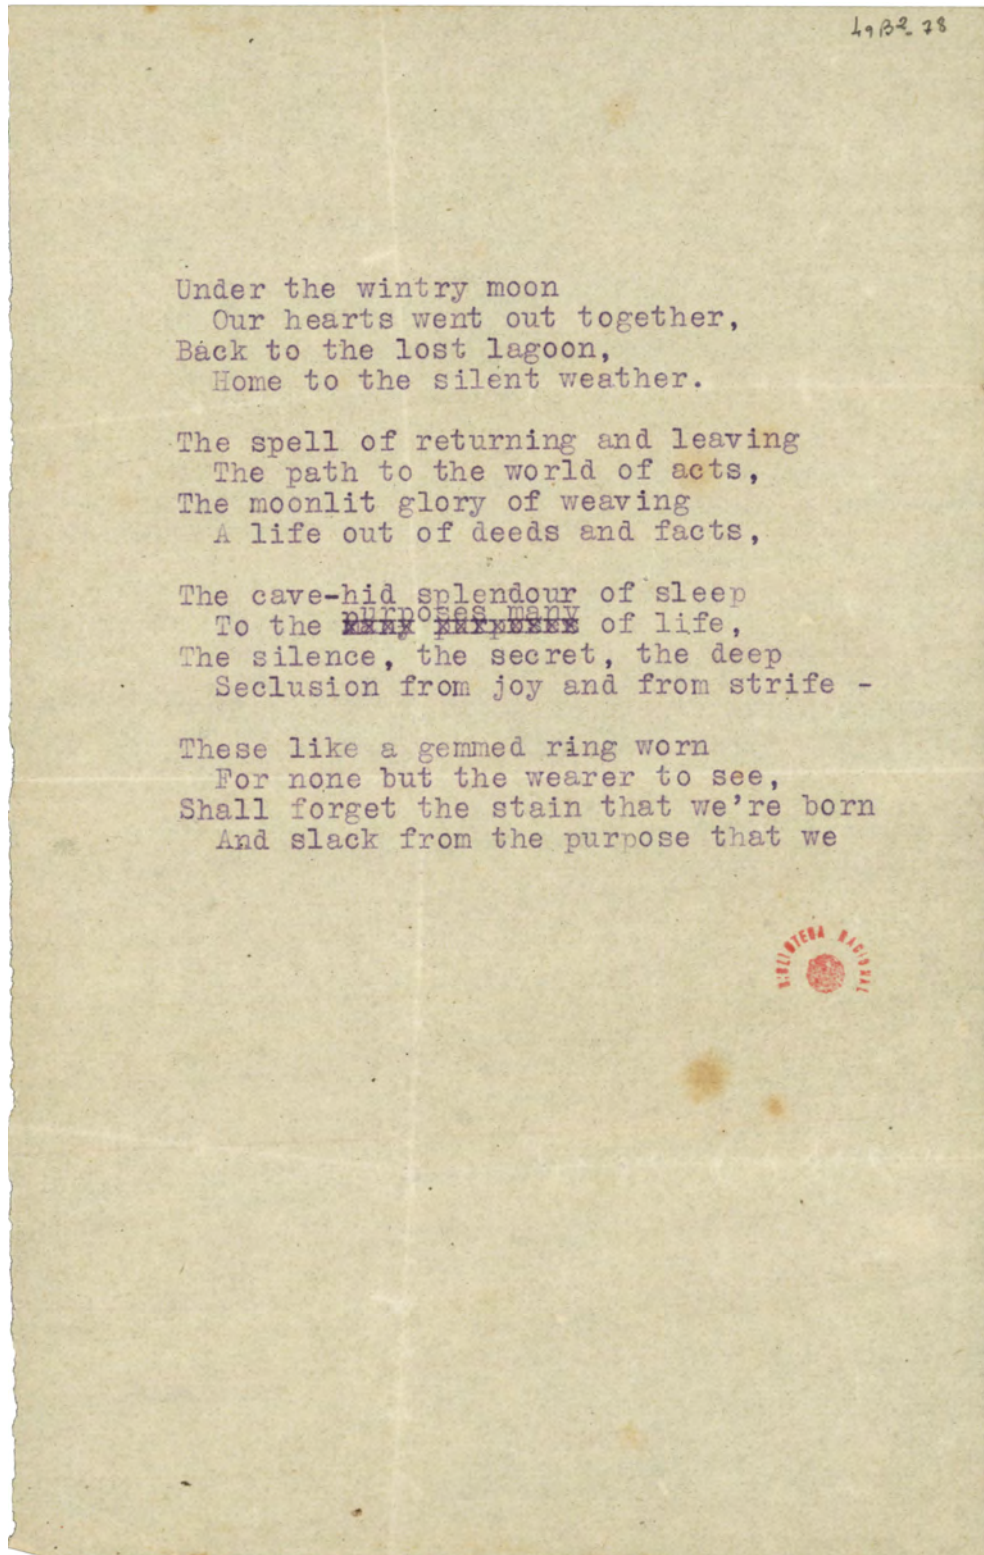 49B2-78
Under the wintry moon
Our hearts went out together,
Back to the lost lagoon,
Home to the silent weather.
The spell of returning and leaving
The path to the world of acts,
The moonlit glory of weaving
A life out of deeds and facts,
The cave-hid splendour of sleep
purposes many
To the many purposes of life,
The silence, the secret, the deep
Seclusion from joy and from strife -
These like a gemmed ring worn
For none but the wearer to see,
Shall forget the stain that we're born
And slack from the purpose that we
BIBLIOTECA NACIONAL